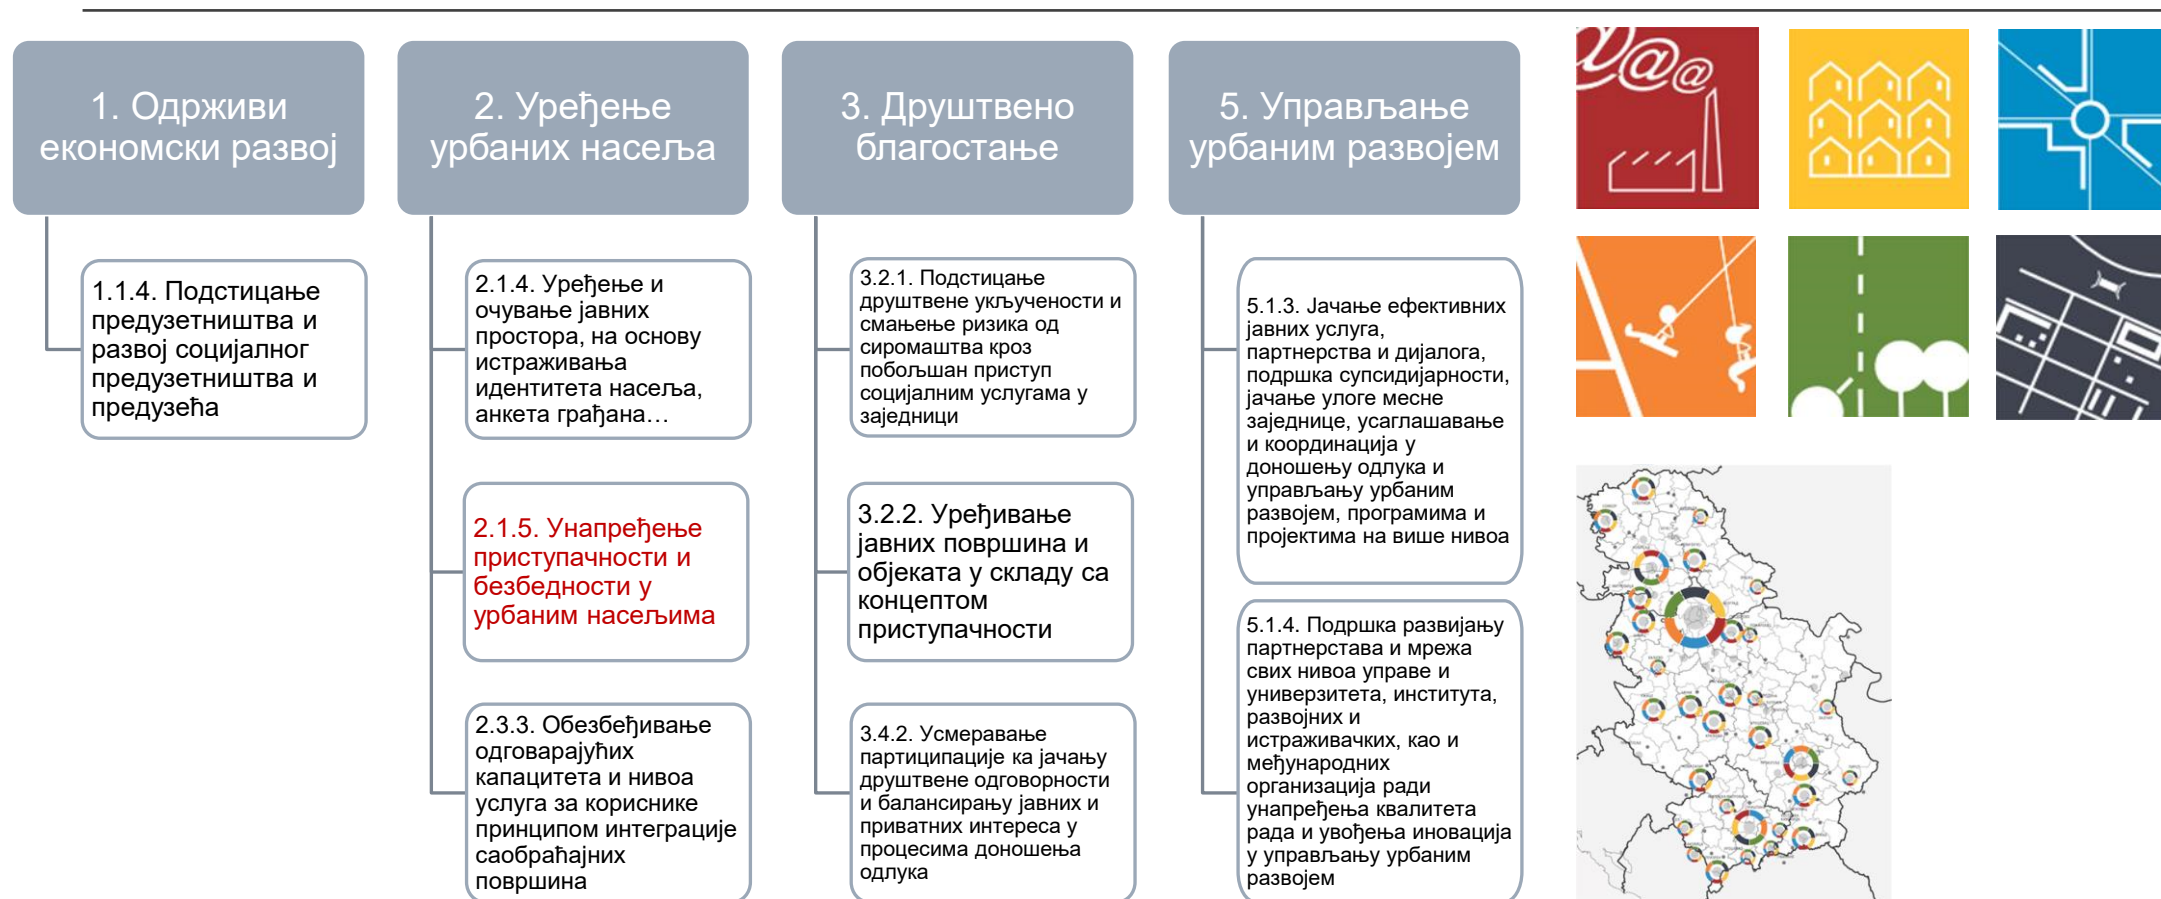 1. Одрживи
економски развој
1.1.4. Подстицање
предузетништва и
развој социјалног
предузетништва и
предузећа
2. Уређење
урбаних насеља
2.1.4. Уређење и
очување јавних
простора, на основу
истраживања
идентитета насеља,
анкета грађана…
2.1.5. Унапређење
приступачности и
безбедности у
урбаним насељима
2.3.3. Обезбеђивање
одговарајућих
капацитета и нивоа
услуга за кориснике
принципом интеграције
саобраћајних
површина
3. Друштвено
благостање
3.2.1. Подстицање
друштвене укључености и
смањење ризика од
сиромаштва кроз
побољшан приступ
социјалним услугама у
заједници
3.2.2. Уређивање
јавних површина и
објеката у складу са
концептом
приступачности
3.4.2. Усмеравање
партиципације ка јачању
друштвене одговорности
и балансирању јавних и
приватних интереса у
процесима доношења
одлука
5. Управљање
урбаним развојем
5.1.3. Јачање ефективних
јавних услуга,
партнерства и дијалога,
подршка супсидијарности,
јачање улоге месне
заједнице, усаглашавање
и координација у
доношењу одлука и
управљању урбаним
развојем, програмима и
пројектима на више нивоа
5.1.4. Подршка развијању
партнерстава и мрежа
свих нивоа управе и
универзитета, института,
развојних и
истраживачких, као и
међународних
организација ради
унапређења квалитета
рада и увођења иновација
у управљању урбаним
развојем
@@@